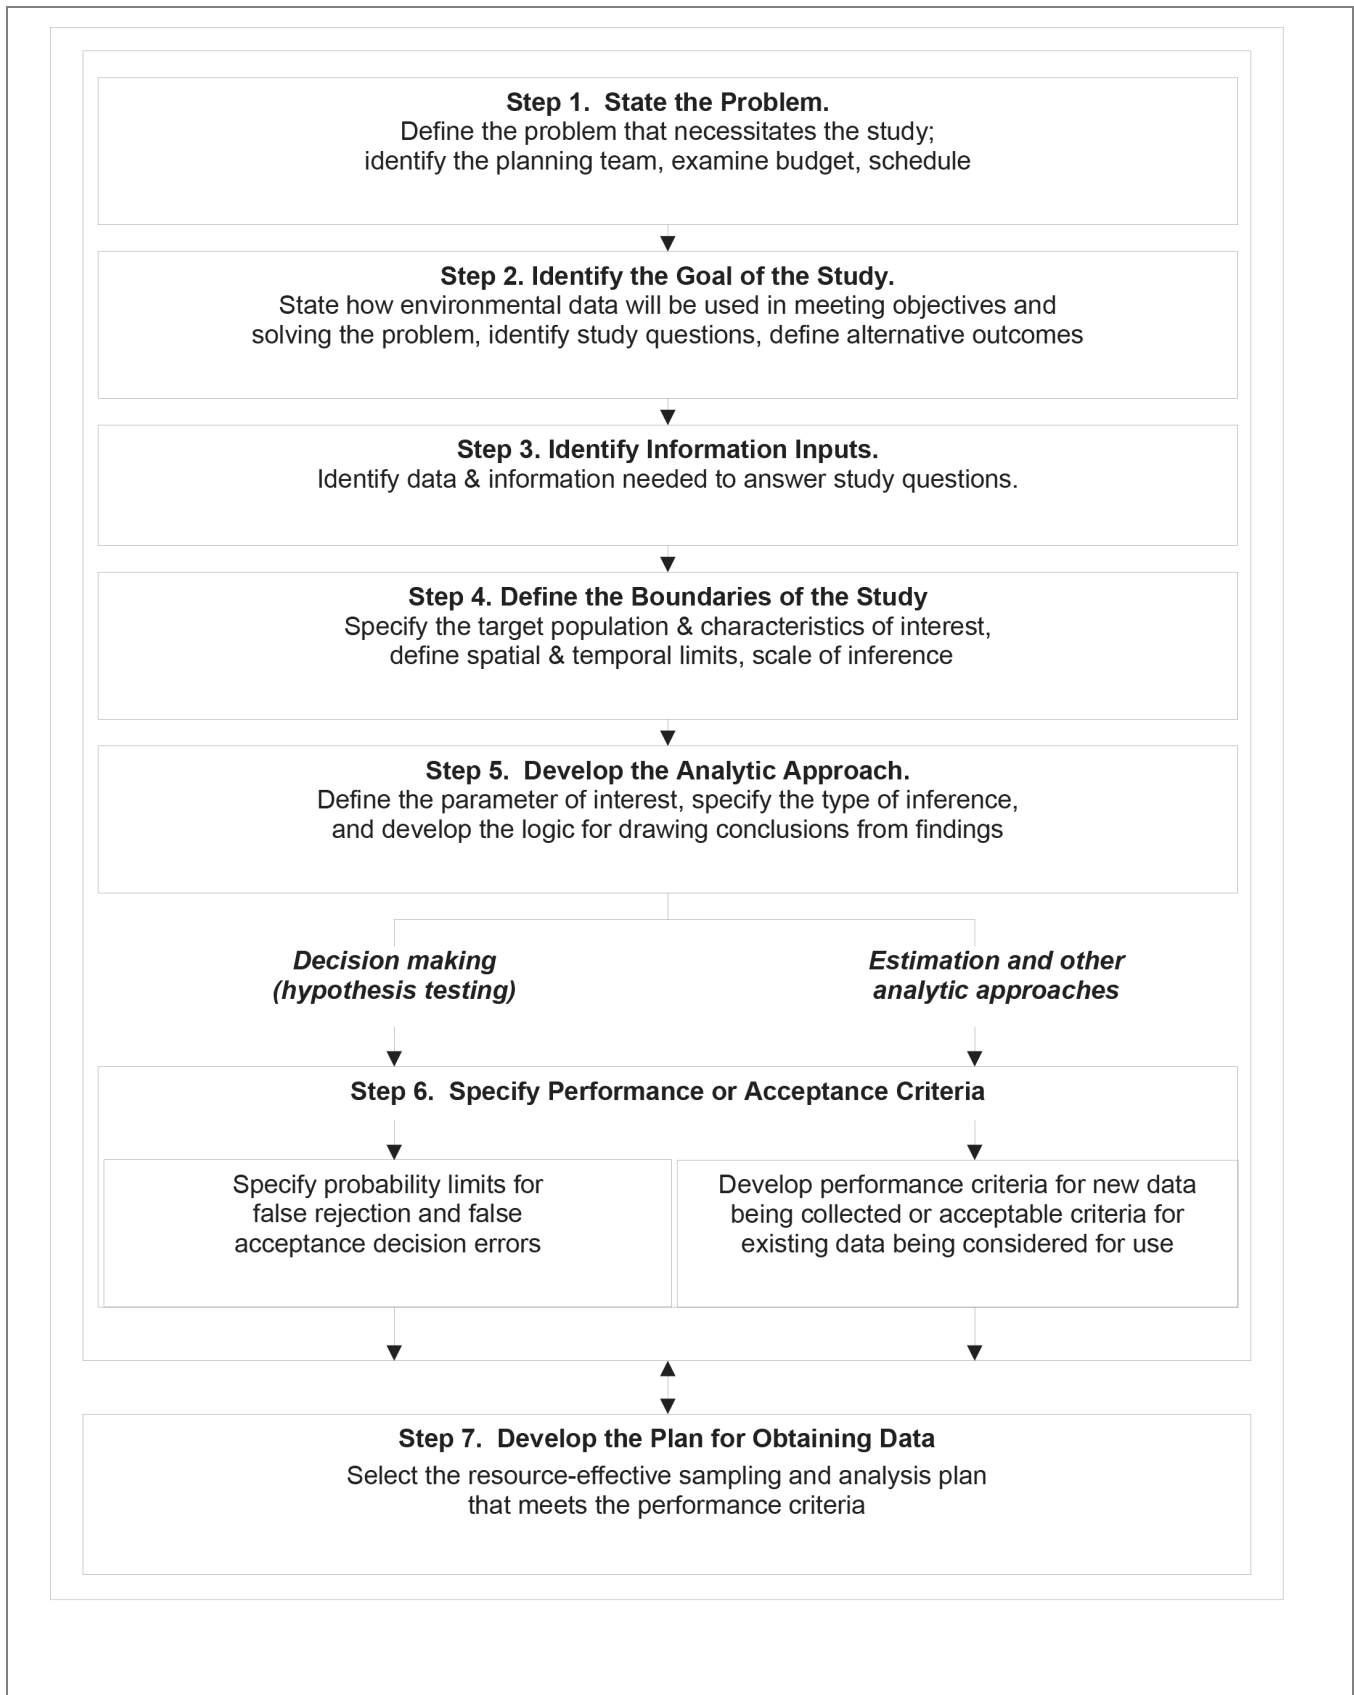 Step 1.  State the Problem.
Define the problem that necessitates the study;
identify the planning team, examine budget, schedule
Step 2. Identify the Goal of the Study.
State how environmental data will be used in meeting objectives and
solving the problem, identify study questions, define alternative outcomes
Step 3. Identify Information Inputs.
Identify data & information needed to answer study questions.
Step 4. Define the Boundaries of the Study
Specify the target population & characteristics of interest,
define spatial & temporal limits, scale of inference
Step 5.  Develop the Analytic Approach.
Define the parameter of interest, specify the type of inference,
and develop the logic for drawing conclusions from findings
Decision making
(hypothesis testing)
Estimation and other
analytic approaches
Step 6.  Specify Performance or Acceptance Criteria
Specify probability limits for
false rejection and false
acceptance decision errors
Develop performance criteria for new data
being collected or acceptable criteria for
existing data being considered for use
Step 7.  Develop the Plan for Obtaining Data
Select the resource-effective sampling and analysis plan
that meets the performance criteria